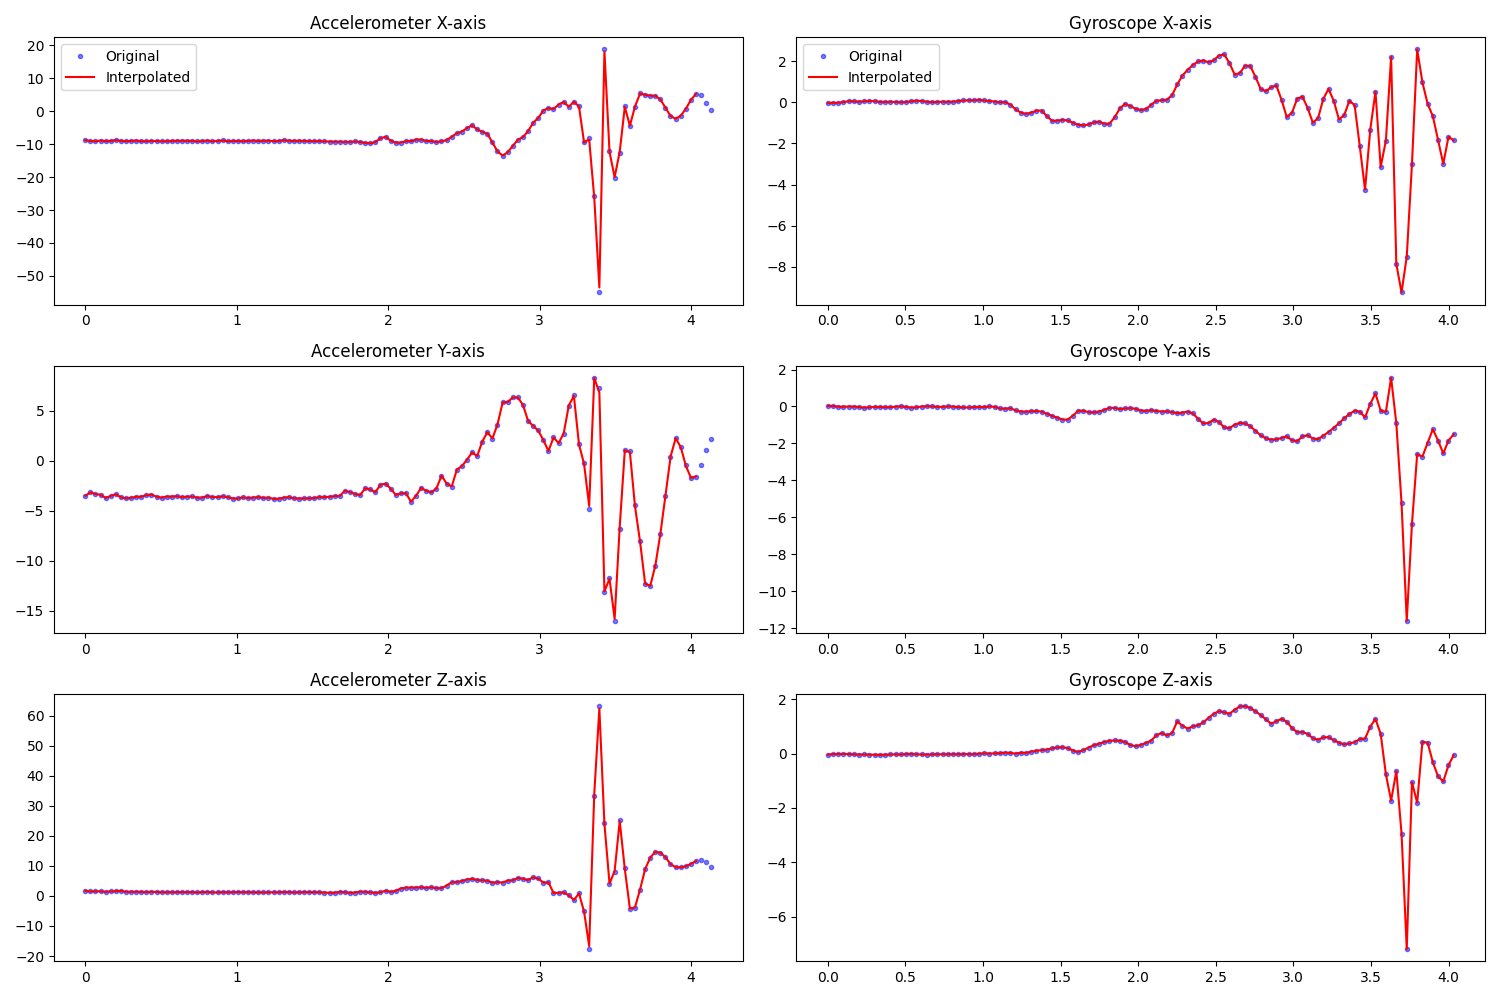 Accelerometer X-axis
Original
Interpolated
20
10
0
−10
−20
−30
−40
−50
0 1 2 3 4
Gyroscope X-axis
Original
Interpolated
2
0
−2
−4
−6
−8
0.0 0.5 1.0 1.5 2.0 2.5 3.0 3.5 4.0
Accelerometer Y-axis
5
0
−5
−10
−15
0 1 2 3 4
Gyroscope Y-axis
2
0
−2
−4
−6
−8
−10
−12
0.0 0.5 1.0 1.5 2.0 2.5 3.0 3.5 4.0
Accelerometer Z-axis
60
50
40
30
20
10
0
−10
−20
0 1 2 3 4
Gyroscope Z-axis
2
0
−2
−4
−6
0.0 0.5 1.0 1.5 2.0 2.5 3.0 3.5 4.0